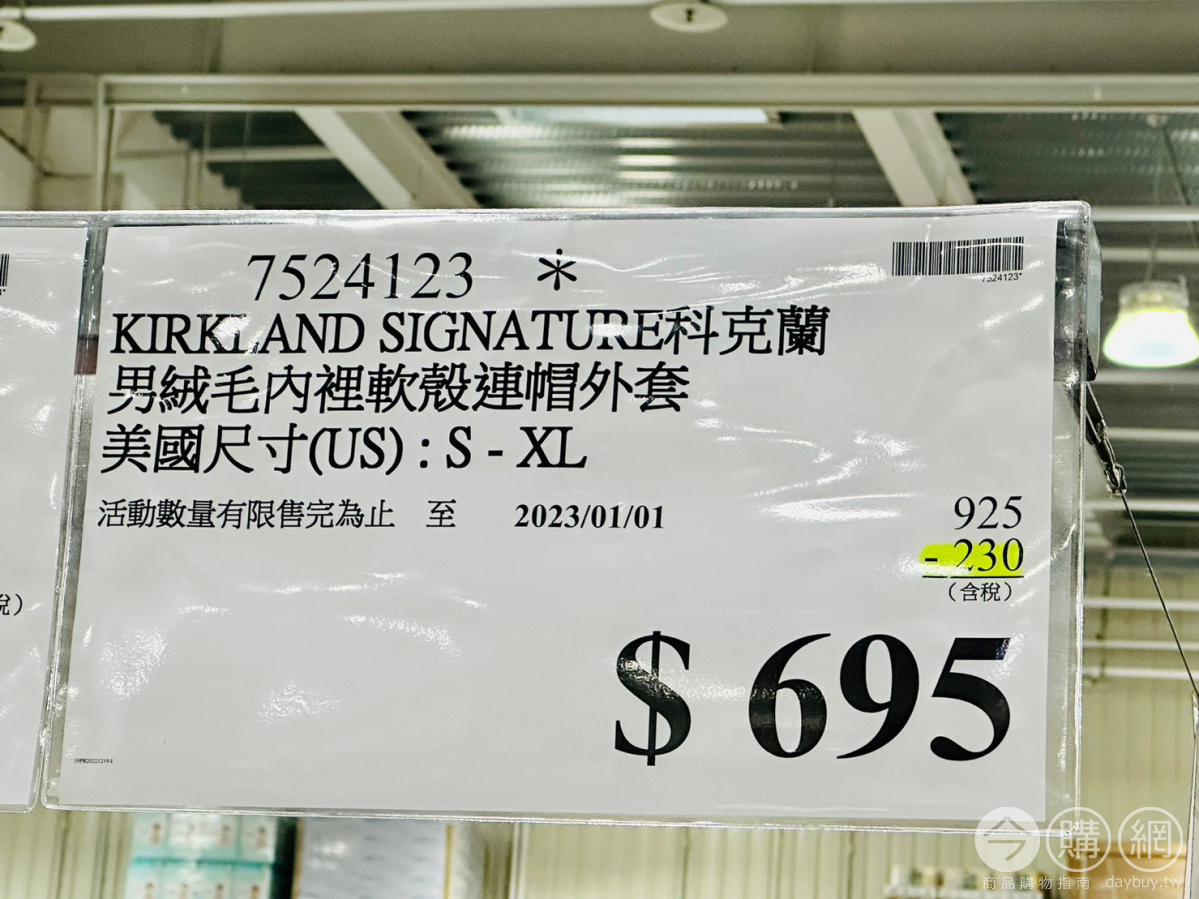 7524123 *
7524123*
KIRKLAND SIGNATURE科克蘭
男絨毛內裡軟殼連帽外套
美國尺寸(US) : S - XL
活動數量有限售完為止 至 2023/01/01
925
- 230
(含稅)
$ 695
稅)
今購網
商品購物指南 daybuy.tw